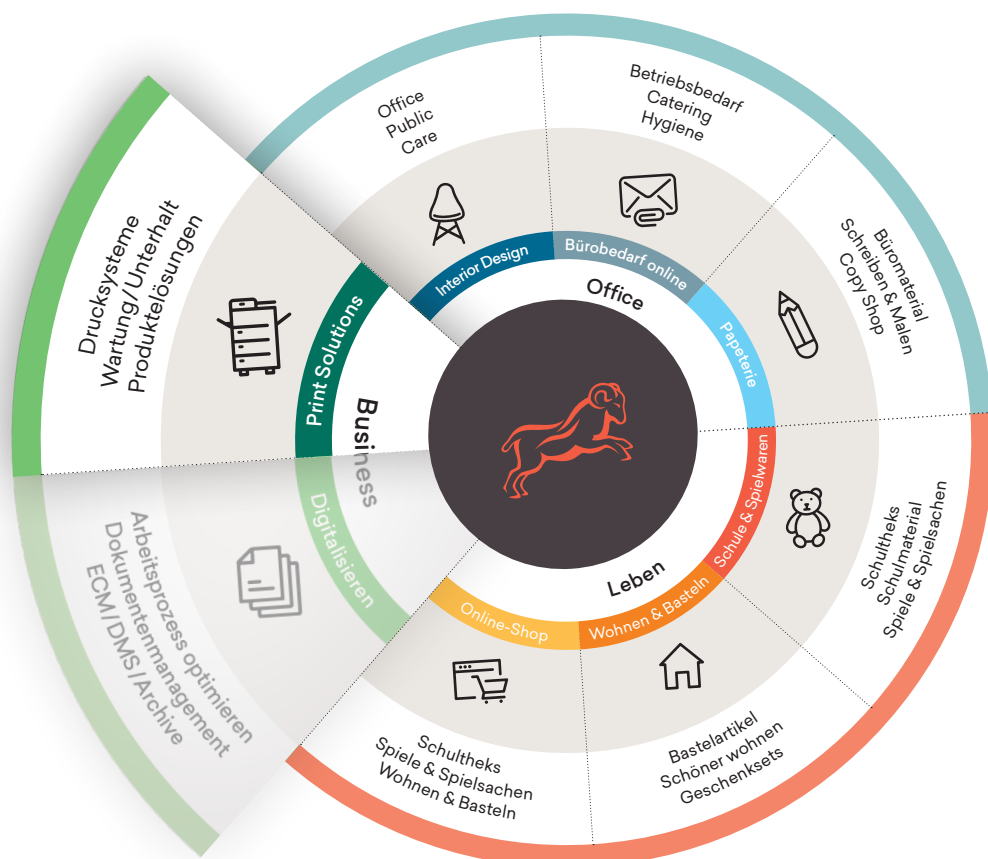 Office
Public
Care
Betriebsbedarf
Catering
Hygiene
Büromaterial
Schreiben & Malen
Copy Shop
Schultheks
Schulmaterial
Spiele & Spielsachen
Bastelartikel
Schöner wohnen
Geschenksets
Schultheks
Spiele & Spielsachen
Wohnen & Basteln
Arbeitsprozess optimieren
Dokumentenmanagement
ECM/DMS/Archive
Drucksysteme
Wartung/Unterhalt
Produktelösungen
Interior Design
Bürobedarf online
Papeterie
Schule & Spielwaren
Wohnen & Basteln
Online-Shop
Digitalisieren
Print Solutions
Office
Leben
Business